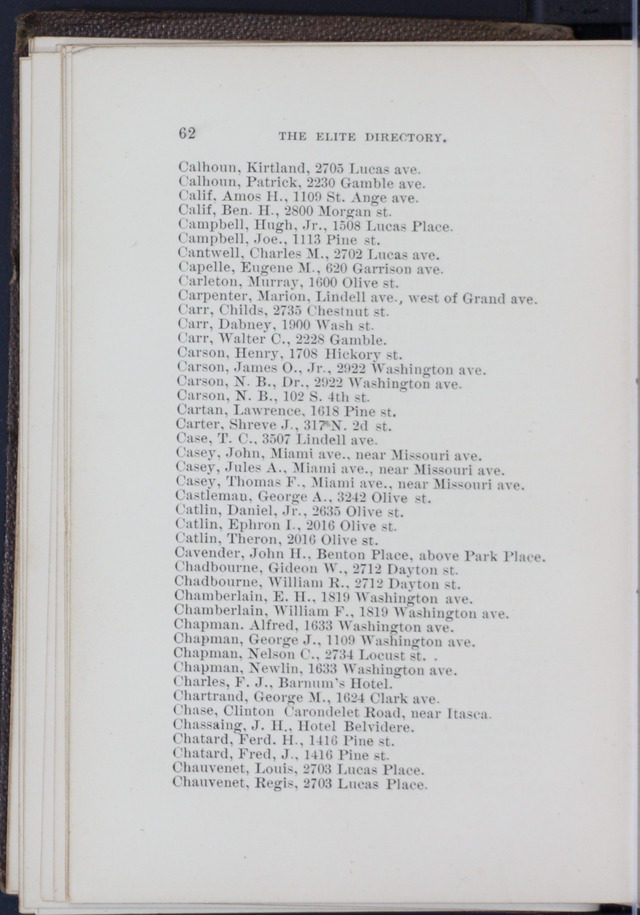 62 THE ELITE DIRECTORY.
Calhoun, Kirtland, 2705 Lucas ave.
Calhoun, Patrick, 2230 Gamble ave.
Calif, Amos H., 1109 St. Ange ave.
Calif, Ben. H., 2800 Morgan st.
Campbell, Hugh, Jr., 1508 Lucas Place.
Campbell, Joe., 1113 Pine st.
Cantwell, Charles M., 2702 Lucas ave.
Capelle, Eugene M., 620 Garrison ave.
Carleton, Murray, 1600 Olive st.
Carpenter, Marion, Lindell ave., west of Grand ave.
Carr, Childs, 2735 Chestnut st.
Carr, Dabney, 1900 Wash st.
Carr, Walter C., 2228 Gamble.
Carson, Henry, 1708 Hickory st.
Carson, James O., Jr., 2922 Washington ave.
Carson, N. B., Dr., 2922 Washington ave.
Carson, N. B., 102 S. 4th st.
Cartan, Lawrence, 1618 Pine st.
Carter, Shreve J., 317 N. 2d st.
Case, T. C., 3507 Lindell ave.
Casey, John, Miami ave., near Missouri ave.
Casey, Jules A., Miami ave., near Missouri ave.
Casey, Thomas F., Miami ave., near Missouri ave.
Castleman, George A., 3242 Olive st.
Catlin, Daniel, Jr., 2635 Olive st.
Catlin, Ephron I., 2016 Olive st.
Catlin, Theron, 2016 Olive st.
Cavender, John H., Benton Place, above Park Place.
Chadbourne, Gideon W., 2712 Dayton st.
Chadbourne, William R., 2712 Dayton st.
Chamberlain, E. H., 1819 Washington ave.
Chamberlain, William F., 1819 Washington ave.
Chapman. Alfred, 1633 Washington ave.
Chapman, George J., 1109 Washington ave.
Chapman, Nelson C., 2734 Locust st. .
Chapman, Newlin, 1633 Washington ave.
Charles, F. J., Barnum's Hotel.
Chartrand, George M., 1624 Clark ave.
Chase, Clinton Carondelet Road, near Itasca.
Chassaing, J. H., Hotel Belvidere.
Chatard, Ferd. H., 1416 Pine st.
Chatard, Fred, J., 1416 Pine st.
Chauvenet, Louis, 2703 Lucas Place.
Chauvenet, Regis, 2703 Lucas Place.